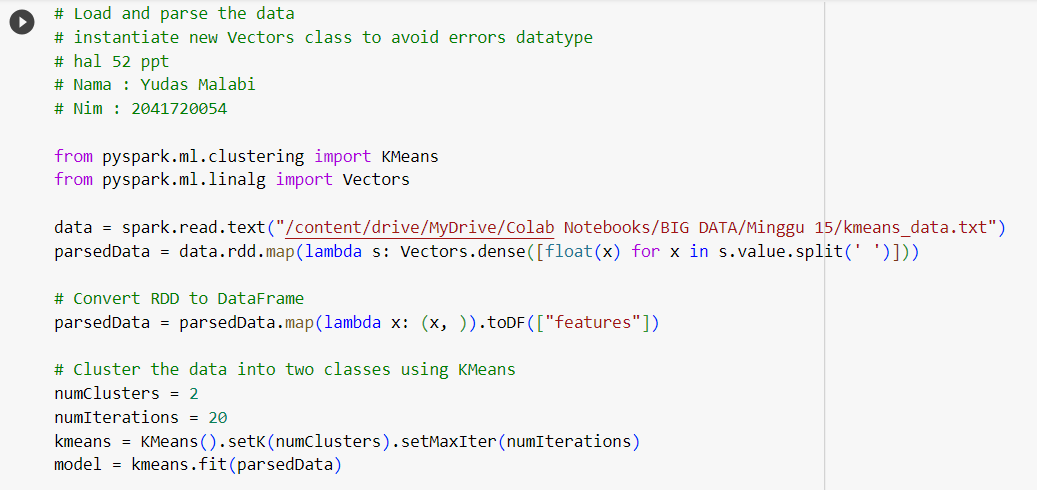 # Load and parse the data
# instantiate new Vectors class to avoid errors datatype
# hal 52 ppt
# Nama : Yudas Malabi
# Nim : 2041720054
from pyspark.ml.clustering import KMeans
from pyspark.ml.linalg import Vectors
data = spark.read.text("/content/drive/MyDrive/Colab Notebooks/BIG DATA/Minggu 15/kmeans_data.txt")
parsedData = data.rdd.map(lambda s: Vectors.dense([float(x) for x in s.value.split(' ')]))
# Convert RDD to DataFrame
parsedData = parsedData.map(lambda x: (x, )).toDF(["features"])
# Cluster the data into two classes using KMeans
numClusters = 2
numIterations = 20
kmeans = KMeans().setK(numClusters).setMaxIter(numIterations)
model = kmeans.fit(parsedData)